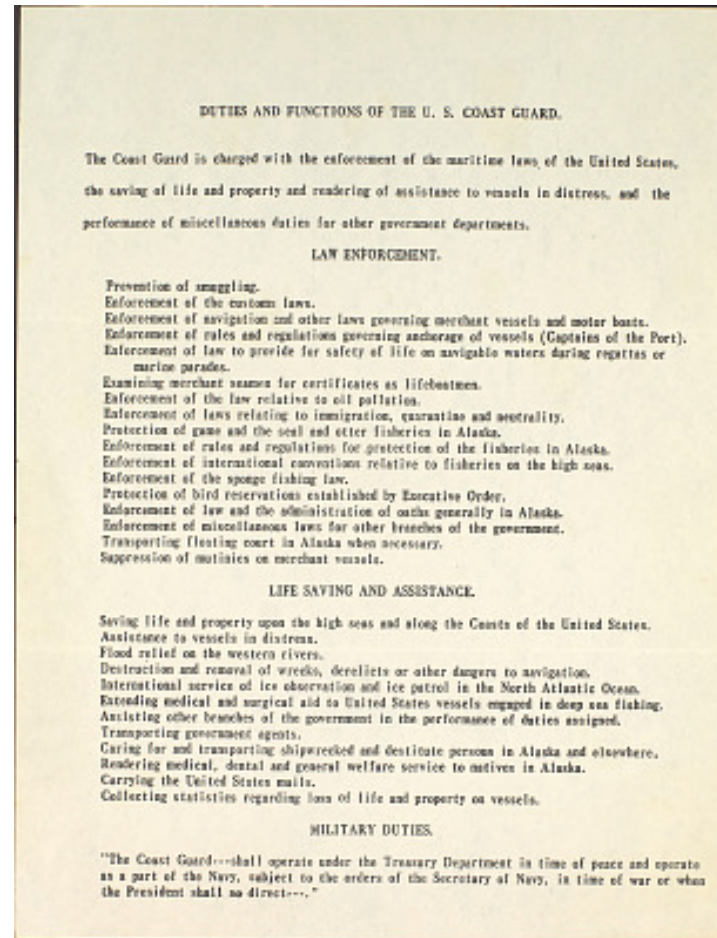 DUTIES AND FUNCTIONS OF THE U. S. COAST GUARD.
The Coast Guard is charged with the enforcement of the maritime laws of the United States,
the saving of life and property and rendering of assistance to vessels in distress, and the
performance of miscellaneous duties for other government departments.
LAW ENFORCEMENT.
Prevention of smuggling.
Enforcement of the customs laws.
Enforcement of navigation and other laws governing merchant vessels and motor boats.
Enforcement of rules and regulations governing anchorage of vessels (Captains of the Port).
Enforcement of law to provide for safety of life on navigable waters during regattas or
marine parades.
Examining merchant seamen for certificates as lifeboatmen.
Enforcement of the law relative to oil pollution.
Enforcement of laws relating to immigration, quarantine and neutrality.
Protection of game and the seal and otter fisheries in Alaska.
Enforcement of rules and regulations for protection of the fisheries in Alaska.
Enforcement of international conventions relative to fisheries on the high seas.
Enforcement of the sponge fishing law.
Protection of bird reservations established by Executive Order.
Enforcement of law and the administration of oaths generally in Alaska.
Enforcement of miscellaneous laws for other branches of the government.
Transporting floating court in Alaska when necessary.
Suppression of mutinies on merchant vessels.
LIFE SAVING AND ASSISTANCE.
Saving life and property upon the high seas and along the Coasts of the United States.
Assistance to vessels in distress.
Flood relief on the western rivers.
Destruction and removal of wrecks, derelicts or other dangers to navigation.
International service of ice observation and ice patrol in the North Atlantic Ocean.
Extending medical and surgical aid to United States vessels engaged in deep sea fishing.
Assisting other branches of the government in the performance of duties assigned.
Transporting government agents.
Caring for and transporting shipwrecked and destitute persons in Alaska and elsewhere.
Rendering medical, dental and general welfare service to natives in Alaska.
Carrying the United States mails.
Collecting statistics regarding loss of life and property on vessels.
MILITARY DUTIES.
"The Coast Guard---shall operate under the Treasury Department in time of peace and operate
as a part of the Navy, subject to the orders of the Secretary of Navy, in time of war or when
the President shall so direct---."